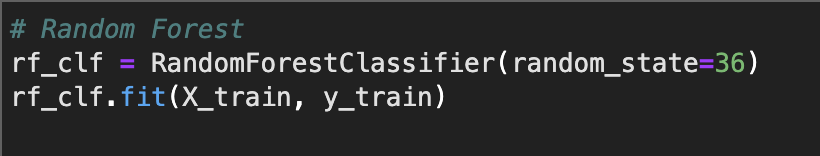 # Random Forest
rf_clf = RandomForestClassifier(random_state=36)
rf_clf.fit(X_train, y_train)